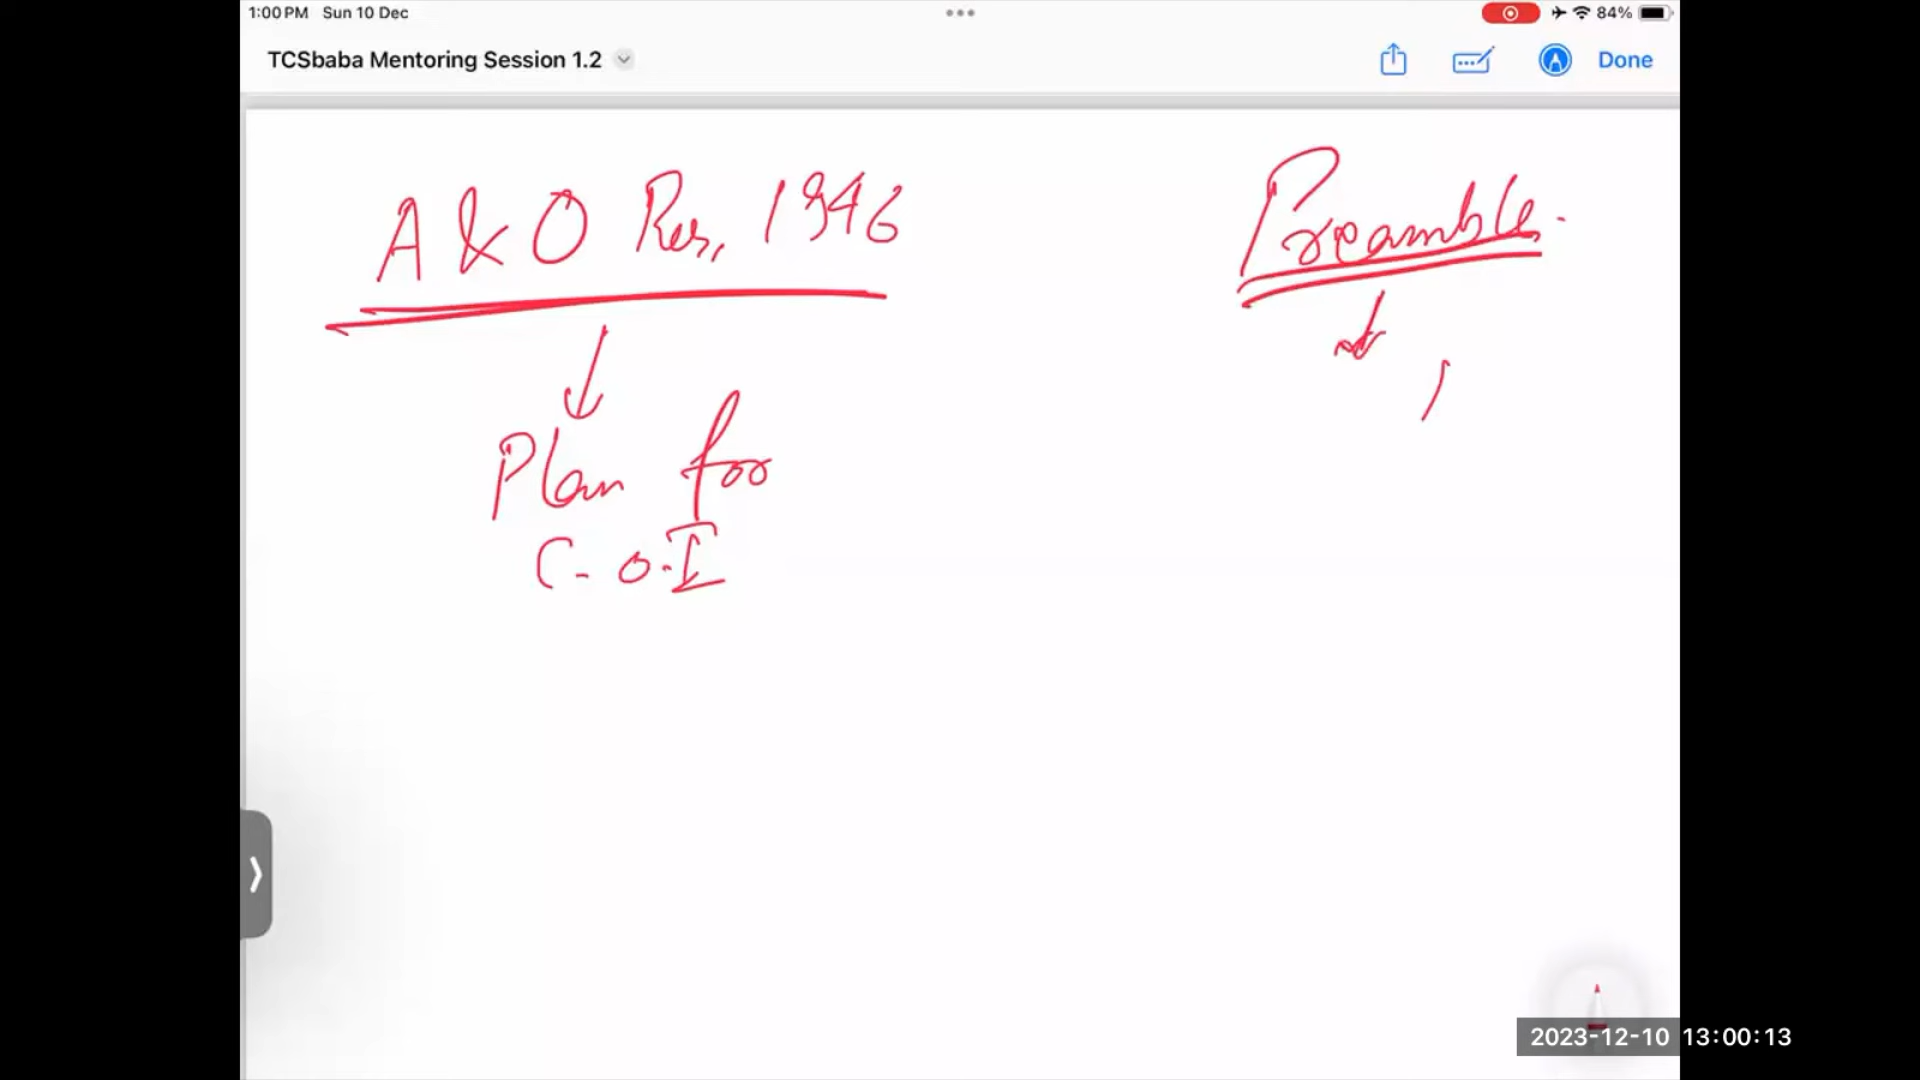 1:00 PM Sun 10 Dec
84%
TCSbaba Mentoring Session 1.2
Done
A & O Res, 1946
Preamble.
Plan for
C. O. I
2023-12-10 13:00:13